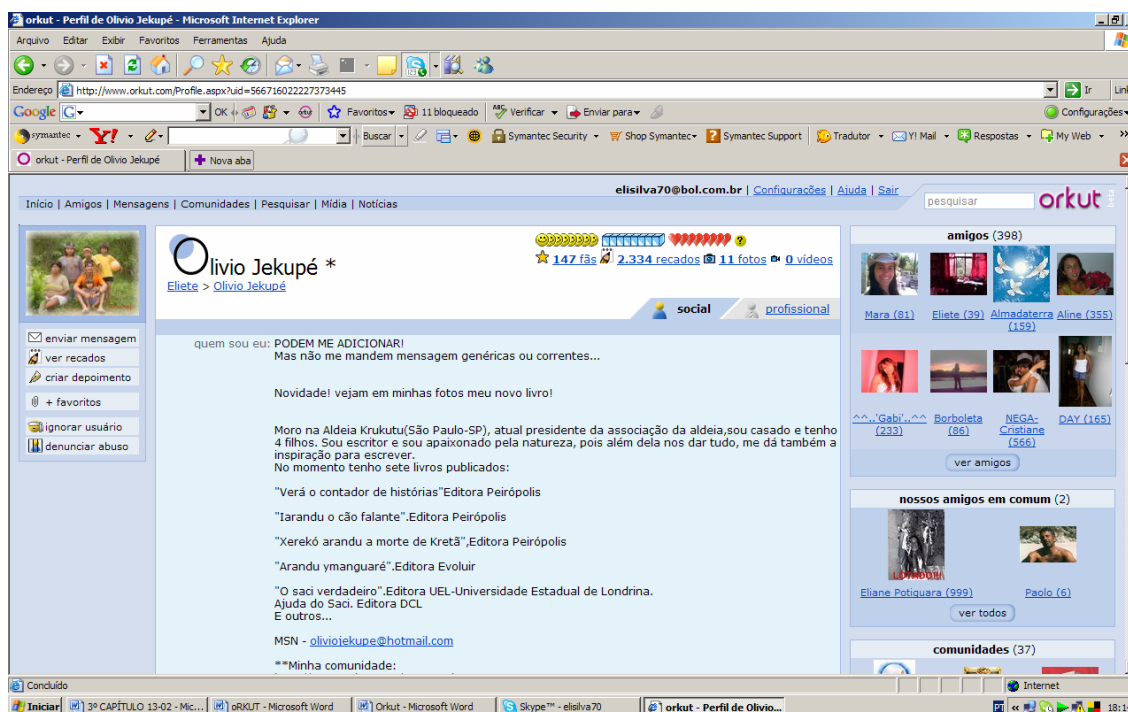 orkut - Perfil de Olivio Jekupé - Microsoft Internet Explorer
Arquivo Editar Exibir Favoritos Ferramentas Ajuda
Endereço http://www.orkut.com/Profile.aspx?uid=566716022227373445 Ir Link
Google G OK Favoritos 11 bloqueado Verificar Enviar para Configurações
symantec Y! Buscar Symantec Security Shop Symantec Symantec Support Tradutor Y! Mail Respostas My Web »
orkut - Perfil de Olivio Jekupé Nova aba
elisilva70@bol.com.br | Configurações | Ajuda | Sair
Início | Amigos | Mensagens | Comunidades | Pesquisar | Mídia | Notícias
pesquisar
orkut beta
Olivio Jekupé *
Eliete > Olivio Jekupé
147 fãs 2.334 recados 11 fotos 0 vídeos
social profissional
enviar mensagem
ver recados
criar depoimento
+ favoritos
ignorar usuário
denunciar abuso
quem sou eu: PODEM ME ADICIONAR!
Mas não me mandem mensagem genéricas ou correntes...
Novidade! vejam em minhas fotos meu novo livro!
Moro na Aldeia Krukutu(São Paulo-SP), atual presidente da associação da aldeia,sou casado e tenho
4 filhos. Sou escritor e sou apaixonado pela natureza, pois além dela nos dar tudo, me dá também a
inspiração para escrever.
No momento tenho sete livros publicados:
"Verá o contador de histórias"Editora Peirópolis
"Iarandu o cão falante".Editora Peirópolis
"Xerekó arandu a morte de Kretã",Editora Peirópolis
"Arandu ymanguaré".Editora Evoluir
"O saci verdadeiro".Editora UEL-Universidade Estadual de Londrina.
Ajuda do Saci. Editora DCL
E outros...
MSN - oliviojekupe@hotmail.com
**Minha comunidade:
amigos (398)
Mara (81) Eliete (39) Almadaterra (159) Aline (355)
^^..'Gabi'..^^ (233) Borboleta (86) NEGA-Cristiane (566) DAY (165)
ver amigos
nossos amigos em comum (2)
LOTADO!!!
Eliane Potiguara (999) Paolo (6)
ver todos
comunidades (37)
Concluído Internet
Iniciar 3º CAPÍTULO 13-02 - Mic... oRKUT - Microsoft Word Orkut - Microsoft Word Skype™ - elisilva70 orkut - Perfil de Olivio... PT «